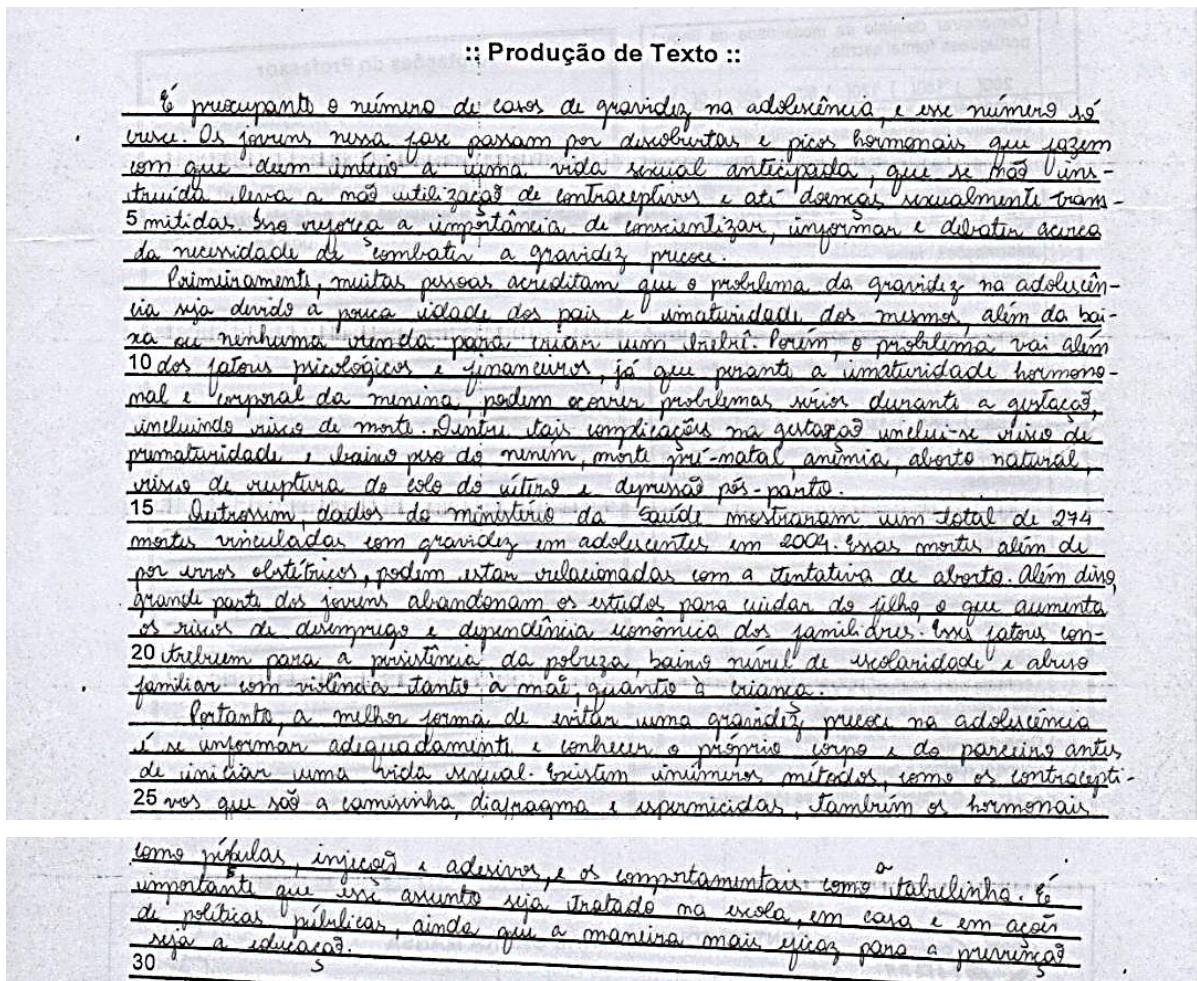 :: Produção de Texto ::
É preocupante o número de casos de gravidez na adolescência, e esse número só
cresce. Os jovens nessa fase passam por descobertas e picos hormonais que fazem
com que deem início a uma vida sexual antecipada, que se não ins-
truída leva a não utilização de contraceptivos e até doenças sexualmente trans-
5 mitidas. Isso reforça a importância de conscientizar, informar e debater acerca
da necessidade de combater a gravidez precoce.
Primeiramente, muitas pessoas acreditam que o problema da gravidez na adolescên-
cia seja devido a pouca idade dos pais e imaturidade dos mesmos, além da bai-
xa ou nenhuma renda para criar um bebê. Porém, o problema vai além
10 dos fatores psicológicos e financeiros, já que perante a imaturidade hormono-
nal e corporal da menina, podem ocorrer problemas sérios durante a gestação,
incluindo risco de morte. Dentre tais complicações na gestação inclui-se risco de
prematuridade e baixo peso do neném, morte pré-natal, anemia, aborto natural,
risco de ruptura do colo do útero e depressão pós-parto.
15 Outrossim, dados do ministério da saúde mostraram um total de 274
mortes vinculadas com gravidez em adolescentes em 2004. Essas mortes além de
por erros obstétricos, podem estar relacionadas com a tentativa de aborto. Além disso,
grande parte dos jovens abandonam os estudos para cuidar do filho, o que aumenta
os riscos de desemprego e dependência econômica dos familiares. Esses fatores con-
20 tribuem para a persistência da pobreza, baixo nível de escolaridade e abuso
familiar com violência tanto a mãe, quanto à criança.
Portanto, a melhor forma de evitar uma gravidez precoce na adolescência
é se informar adequadamente e conhecer o próprio corpo e do parceiro antes
de iniciar uma vida sexual. Existem inúmeros métodos, como os contracepti-
25 vos que são a camisinha, diafragma e espermicidas, também os hormonais
como pílulas, injeção e adesivos, e os comportamentais como a tabelinha. É
importante que esse assunto seja tratado na escola, em casa e em ações
de políticas públicas, ainda que a maneira mais eficaz para a prevenção
seja a educação.
30